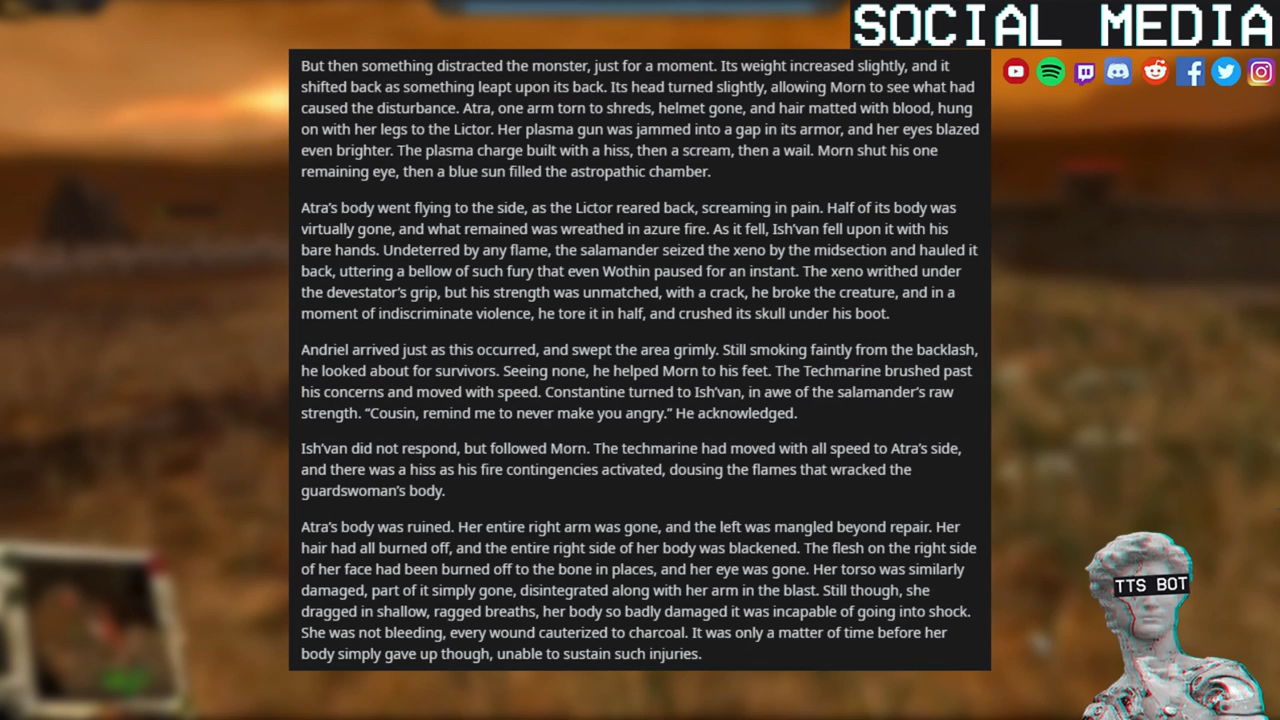 SOCIAL MEDIA
But then something distracted the monster, just for a moment. Its weight increased slightly, and it
shifted back as something leapt upon its back. Its head turned slightly, allowing Morn to see what had
caused the disturbance. Atra, one arm torn to shreds, helmet gone, and hair matted with blood, hung
on with her legs to the Lictor. Her plasma gun was jammed into a gap in its armor, and her eyes blazed
even brighter. The plasma charge built with a hiss, then a scream, then a wail. Morn shut his one
remaining eye, then a blue sun filled the astropathic chamber.
Atra’s body went flying to the side, as the Lictor reared back, screaming in pain. Half of its body was
virtually gone, and what remained was wreathed in azure fire. As it fell, Ish’van fell upon it with his
bare hands. Undeterred by any flame, the salamander seized the xeno by the midsection and hauled it
back, uttering a bellow of such fury that even Wothin paused for an instant. The xeno writhed under
the devestator’s grip, but his strength was unmatched, with a crack, he broke the creature, and in a
moment of indiscriminate violence, he tore it in half, and crushed its skull under his boot.
Andriel arrived just as this occurred, and swept the area grimly. Still smoking faintly from the backlash,
he looked about for survivors. Seeing none, he helped Morn to his feet. The Techmarine brushed past
his concerns and moved with speed. Constantine turned to Ish’van, in awe of the salamander’s raw
strength. “Cousin, remind me to never make you angry.” He acknowledged.
Ish’van did not respond, but followed Morn. The techmarine had moved with all speed to Atra’s side,
and there was a hiss as his fire contingencies activated, dousing the flames that wracked the
guardswoman’s body.
Atra’s body was ruined. Her entire right arm was gone, and the left was mangled beyond repair. Her
hair had all burned off, and the entire right side of her body was blackened. The flesh on the right side
of her face had been burned off to the bone in places, and her eye was gone. Her torso was similarly
damaged, part of it simply gone, disintegrated along with her arm in the blast. Still though, she
dragged in shallow, ragged breaths, her body so badly damaged it was incapable of going into shock.
She was not bleeding, every wound cauterized to charcoal. It was only a matter of time before her
body simply gave up though, unable to sustain such injuries.
TTS BOT